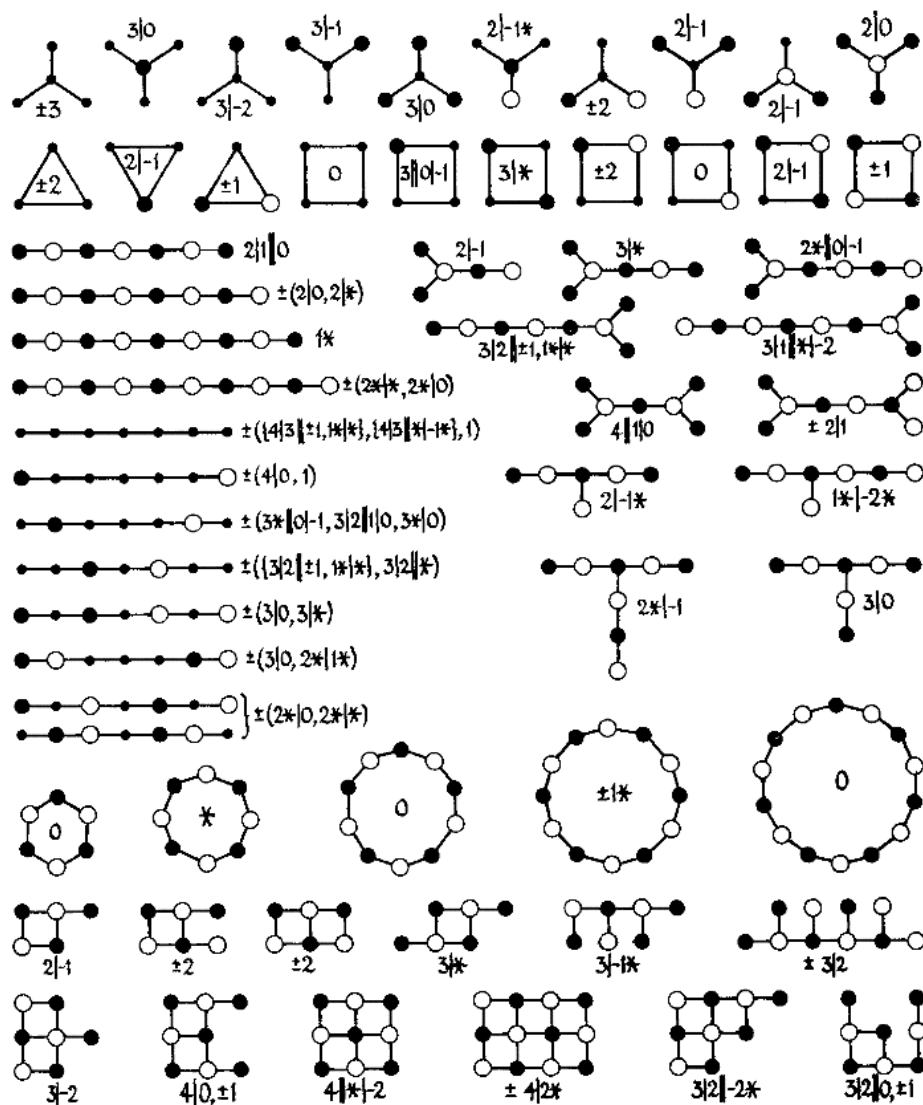 ±3 3|0 3|-2 3|-1 3|0 2|-1* ±2 2|-1 2|-1 2|0
±2 2|-1 ±1 0 3‖0|-1 3|* ±2 0 2|-1 ±1
2|1‖0 2|-1 3|* 2*‖0|-1
±(2|0, 2|*)
1* 3|2‖±1, 1*|* 3|1‖*|-2
±(2*|*, 2*|0)
±({4|3‖±1, 1*|*}, {4|3‖*|-1*}, 1) 4‖1|0 ±2|1
±(4|0, 1) 2|-1* 1*|-2*
±(3*‖0|-1, 3|2‖1|0, 3*|0)
±({3|2‖±1, 1*|*}, 3|2‖*)
±(3|0, 3|*) 2*|-1 3|0
±(3|0, 2*|1*)
±(2*|0, 2*|*)
0 * 0 ±1* 0
2|-1 ±2 ±2 3|* 3|-1* ±3|2
3|-2 4|0, ±1 4‖*|-2 ±4|2* 3|2‖-2* 3|2‖0, ±1